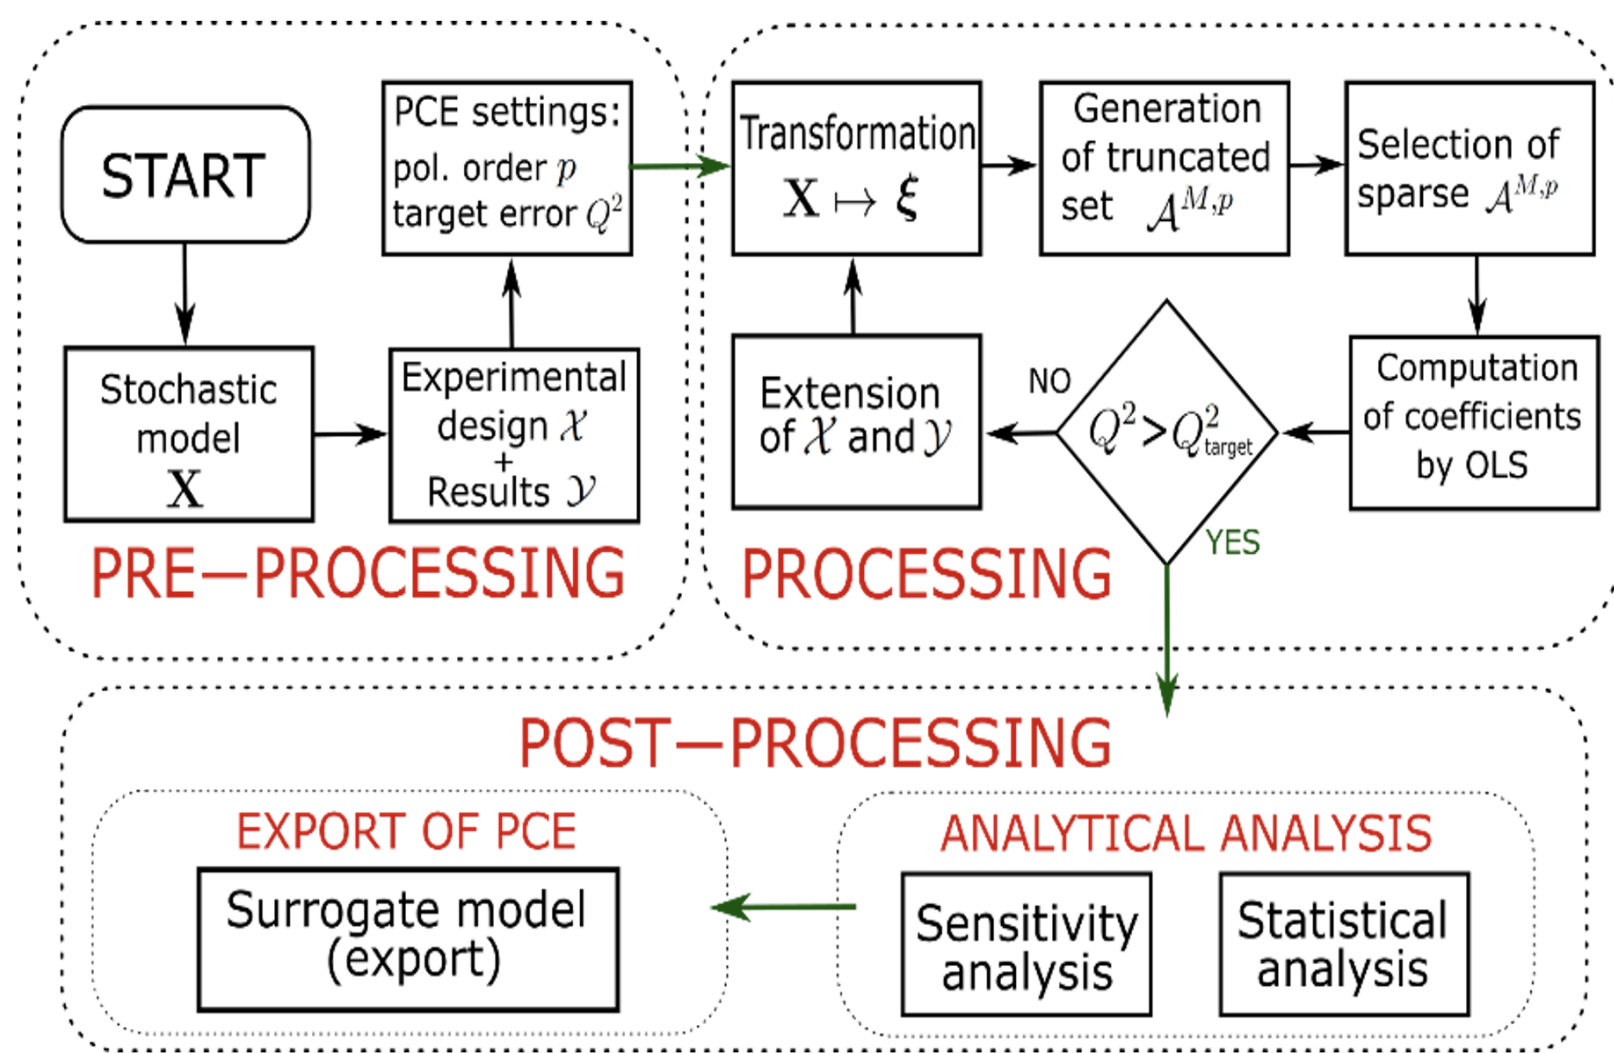 START
Stochastic
model
X
Experimental
design 𝒳
+
Results 𝒴
PCE settings:
pol. order p
target error Q²
PRE—PROCESSING
Transformation
X ↦ ξ
Generation
of truncated
set 𝒜^{M,p}
Selection of
sparse 𝒜^{M,p}
Computation
of coefficients
by OLS
Q² > Q²_target
NO
YES
Extension
of 𝒳 and 𝒴
PROCESSING
POST—PROCESSING
EXPORT OF PCE
Surrogate model
(export)
ANALYTICAL ANALYSIS
Sensitivity
analysis
Statistical
analysis